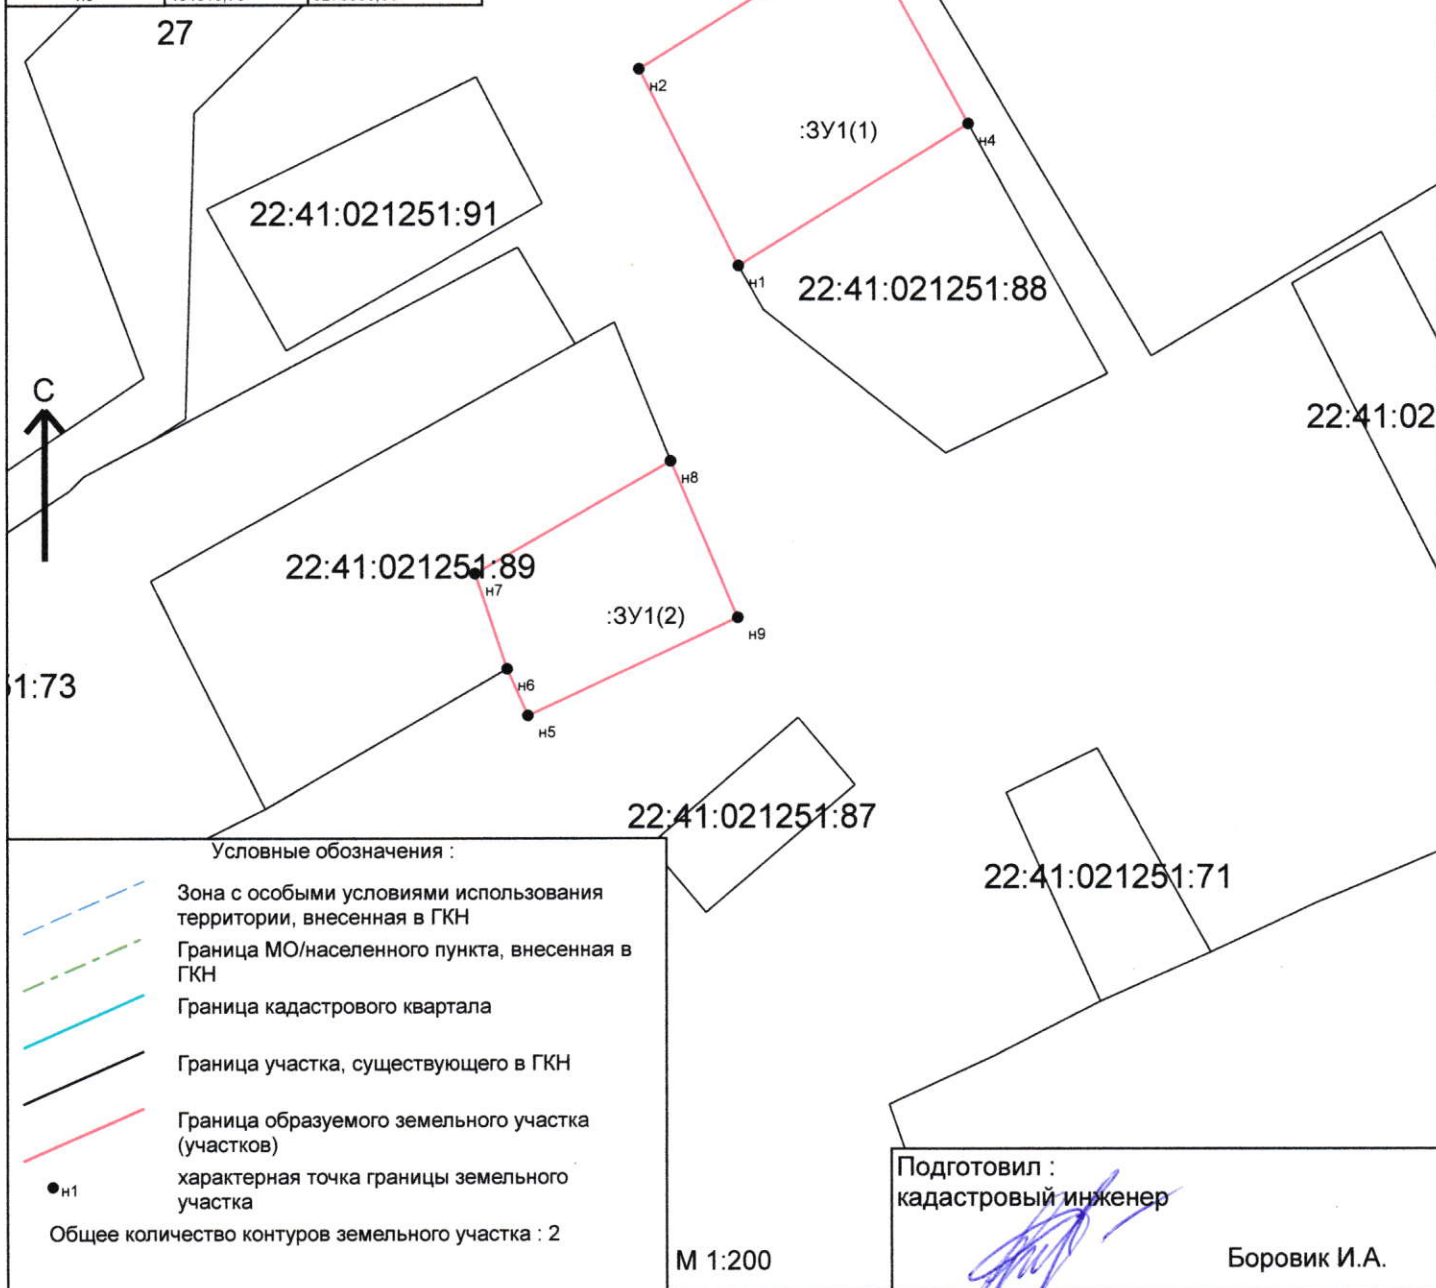 27
н2
:ЗУ1(1)
н4
22:41:021251:91
н1
22:41:021251:88
С
22:41:02
н8
22:41:021251:89
н7
:ЗУ1(2)
н9
1:73
н6
н5
22:41:021251:87
22:41:021251:71
Условные обозначения :
Зона с особыми условиями использования
территории, внесенная в ГКН
Граница МО/населенного пункта, внесенная в
ГКН
Граница кадастрового квартала
Граница участка, существующего в ГКН
Граница образуемого земельного участка
(участков)
н1
характерная точка границы земельного
участка
Общее количество контуров земельного участка : 2
М 1:200
Подготовил :
кадастровый инженер
Боровик И.А.